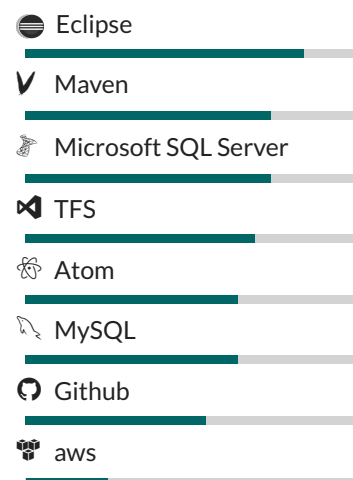 Eclipse
Maven
Microsoft SQL Server
TFS
Atom
MySQL
Github
aws